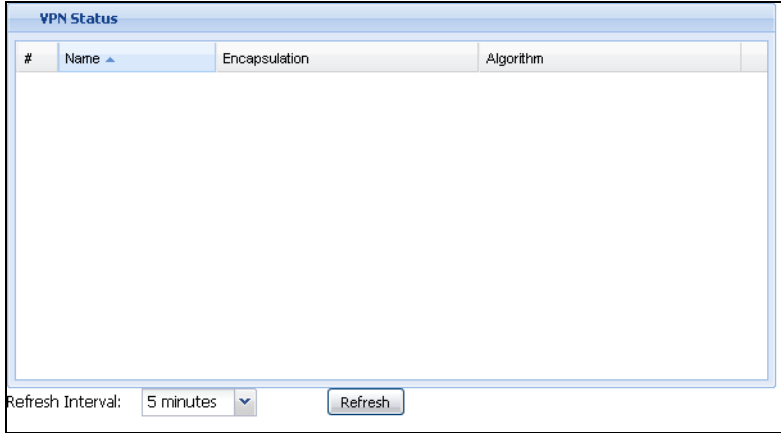 VPN Status
# Name Encapsulation Algorithm
Refresh Interval: 5 minutes Refresh